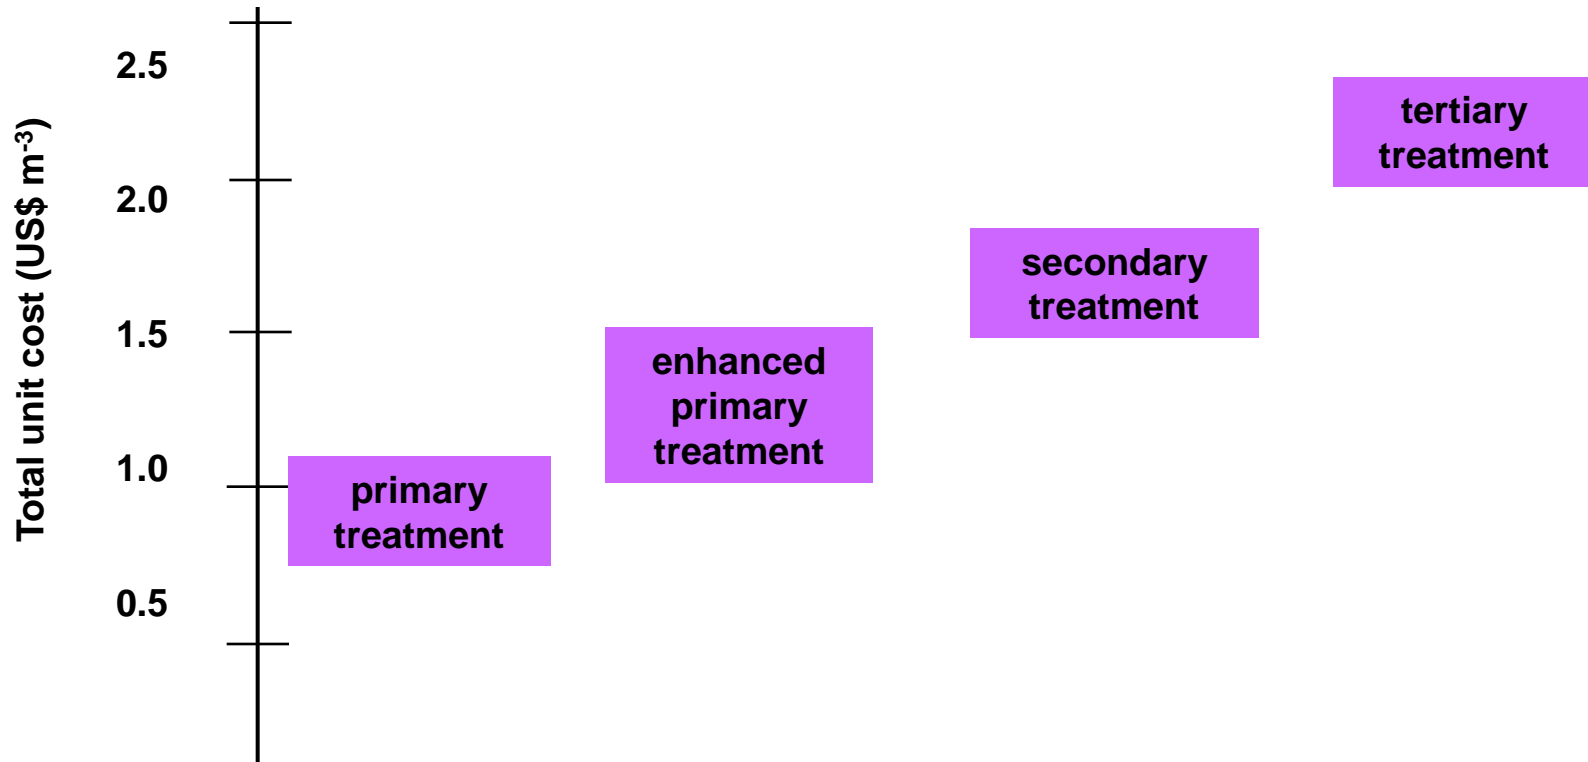 Total unit cost (US$ m-3)
2.5
2.0
1.5
1.0
0.5
primary
treatment
enhanced
primary
treatment
secondary
treatment
tertiary
treatment